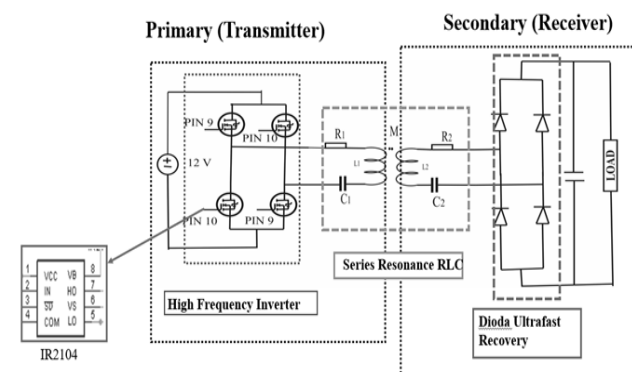 Primary (Transmitter)
Secondary (Receiver)
PIN 9
PIN 10
12 V
PIN 10
PIN 9
R1
M
R2
L1
L2
C1
C2
LOAD
Series Resonance RLC
High Frequency Inverter
Dioda Ultrafast
Recovery
1 VCC VB 8
2 IN HO 7
3 SD VS 6
4 COM LO 5
IR2104